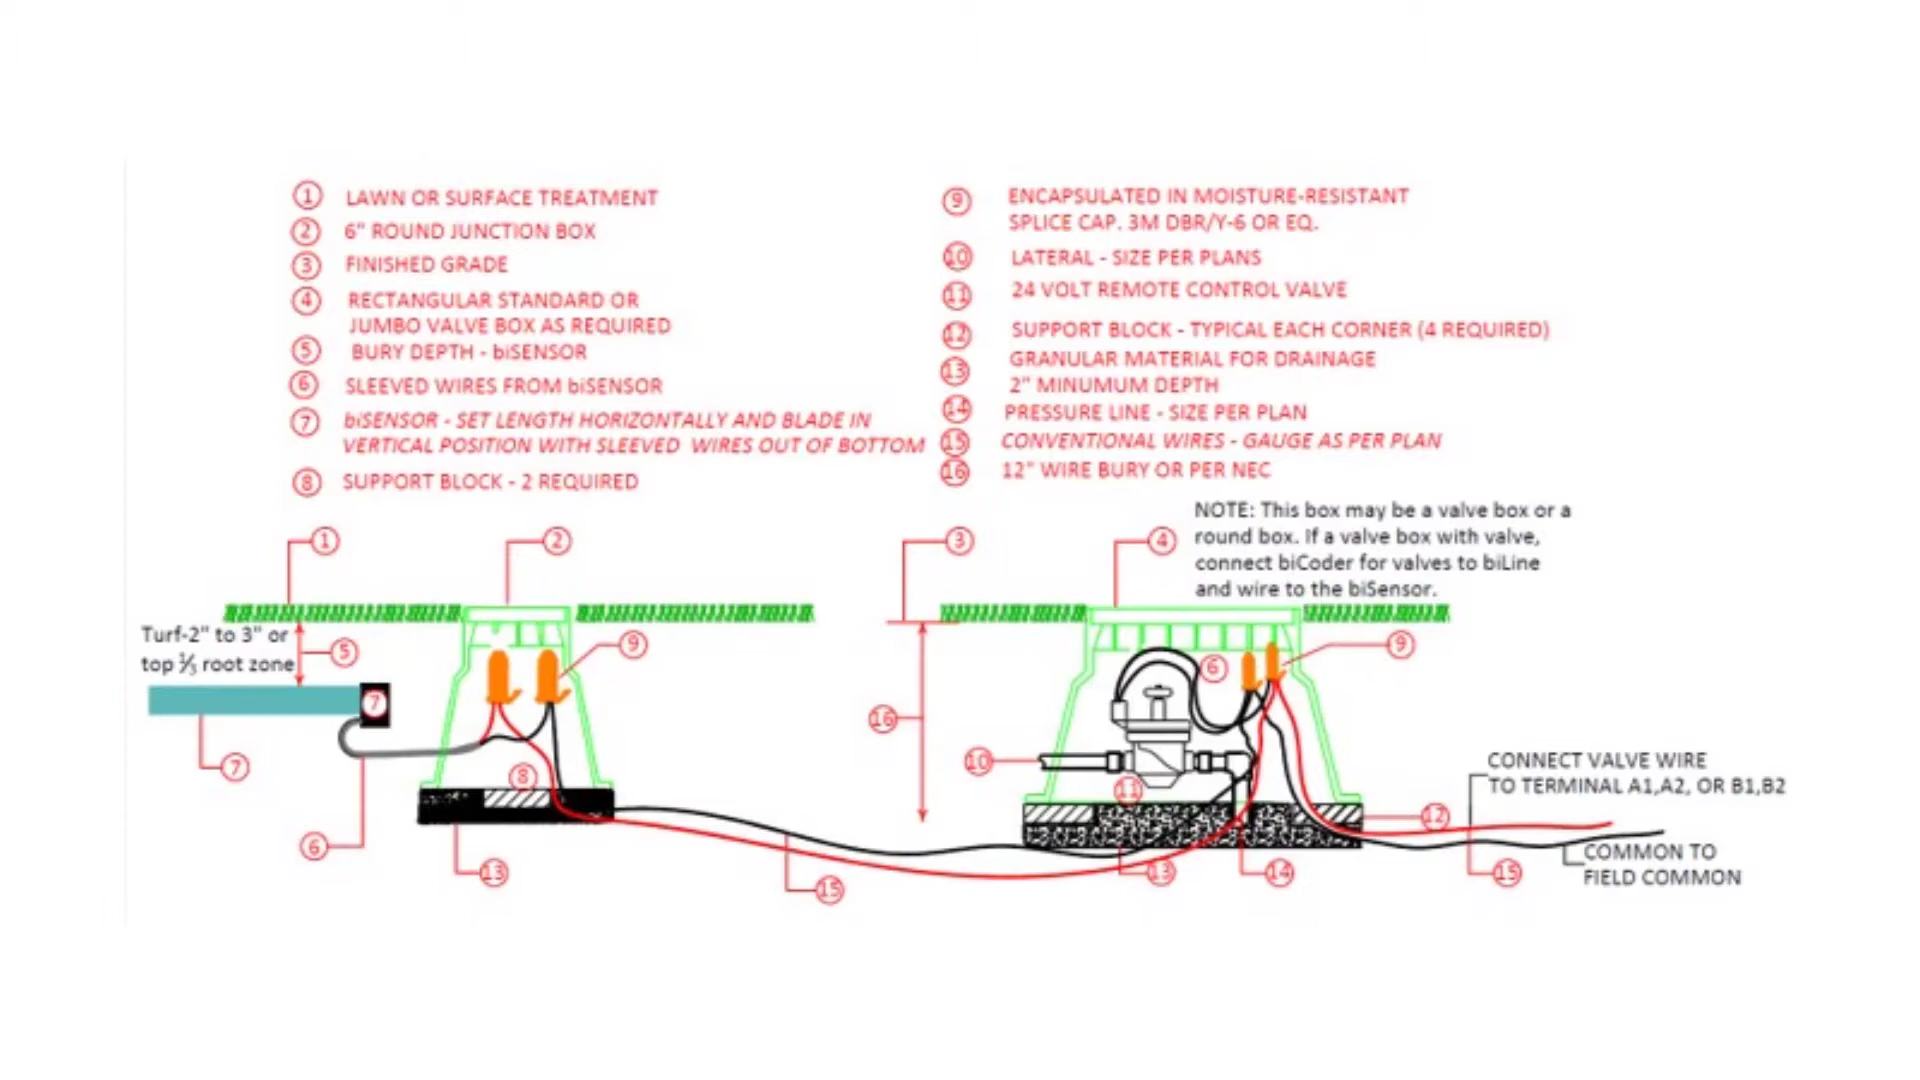 1 LAWN OR SURFACE TREATMENT
2 6" ROUND JUNCTION BOX
3 FINISHED GRADE
4 RECTANGULAR STANDARD OR
JUMBO VALVE BOX AS REQUIRED
5 BURY DEPTH - biSENSOR
6 SLEEVED WIRES FROM biSENSOR
7 biSENSOR - SET LENGTH HORIZONTALLY AND BLADE IN
VERTICAL POSITION WITH SLEEVED WIRES OUT OF BOTTOM
8 SUPPORT BLOCK - 2 REQUIRED
9 ENCAPSULATED IN MOISTURE-RESISTANT
SPLICE CAP. 3M DBR/Y-6 OR EQ.
10 LATERAL - SIZE PER PLANS
11 24 VOLT REMOTE CONTROL VALVE
12 SUPPORT BLOCK - TYPICAL EACH CORNER (4 REQUIRED)
13 GRANULAR MATERIAL FOR DRAINAGE
2" MINUMUM DEPTH
14 PRESSURE LINE - SIZE PER PLAN
15 CONVENTIONAL WIRES - GAUGE AS PER PLAN
16 12" WIRE BURY OR PER NEC
NOTE: This box may be a valve box or a
round box. If a valve box with valve,
connect biCoder for valves to biLine
and wire to the biSensor.
1
2
3
4
Turf-2" to 3" or
top ⅓ root zone
5
9
6
9
7
16
10
7
8
11
12
CONNECT VALVE WIRE
TO TERMINAL A1,A2, OR B1,B2
6
13
15
13
14
15
COMMON TO
FIELD COMMON